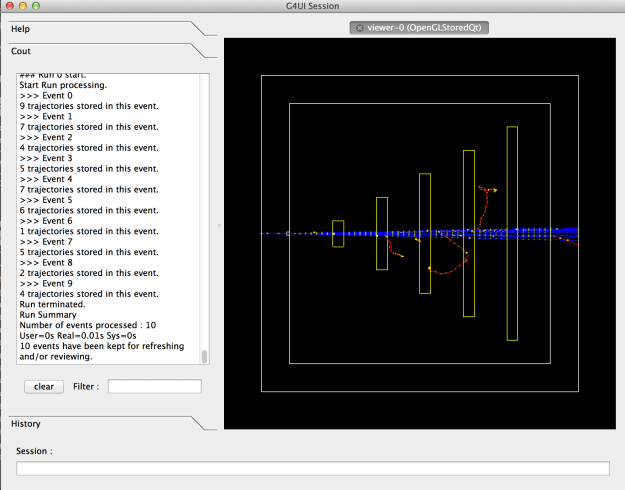 G4UI Session
Help
Cout
viewer-0 (OpenGLStoredQt)
### Run 0 start.
Start Run processing.
>>> Event 0
9 trajectories stored in this event.
>>> Event 1
7 trajectories stored in this event.
>>> Event 2
4 trajectories stored in this event.
>>> Event 3
5 trajectories stored in this event.
>>> Event 4
7 trajectories stored in this event.
>>> Event 5
6 trajectories stored in this event.
>>> Event 6
1 trajectories stored in this event.
>>> Event 7
5 trajectories stored in this event.
>>> Event 8
2 trajectories stored in this event.
>>> Event 9
4 trajectories stored in this event.
Run terminated.
Run Summary
Number of events processed : 10
User=0s Real=0.01s Sys=0s
10 events have been kept for refreshing
and/or reviewing.
clear
Filter :
History
Session :